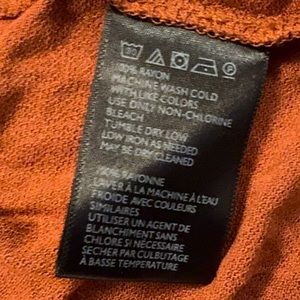 100% RAYON
MACHINE WASH COLD
WITH LIKE COLORS
USE ONLY NON-CHLORINE
BLEACH
TUMBLE DRY LOW
LOW IRON AS NEEDED
MAY BE DRY CLEANED
100% RAYONNE
LAVER À LA MACHINE À L'EAU
FROIDE AVEC COULEURS
SIMILAIRES
UTILISER UN AGENT DE
BLANCHIMENT SANS
CHLORE SI NÉCESSAIRE
SÉCHER PAR CULBUTAGE
À BASSE TEMPÉRATURE